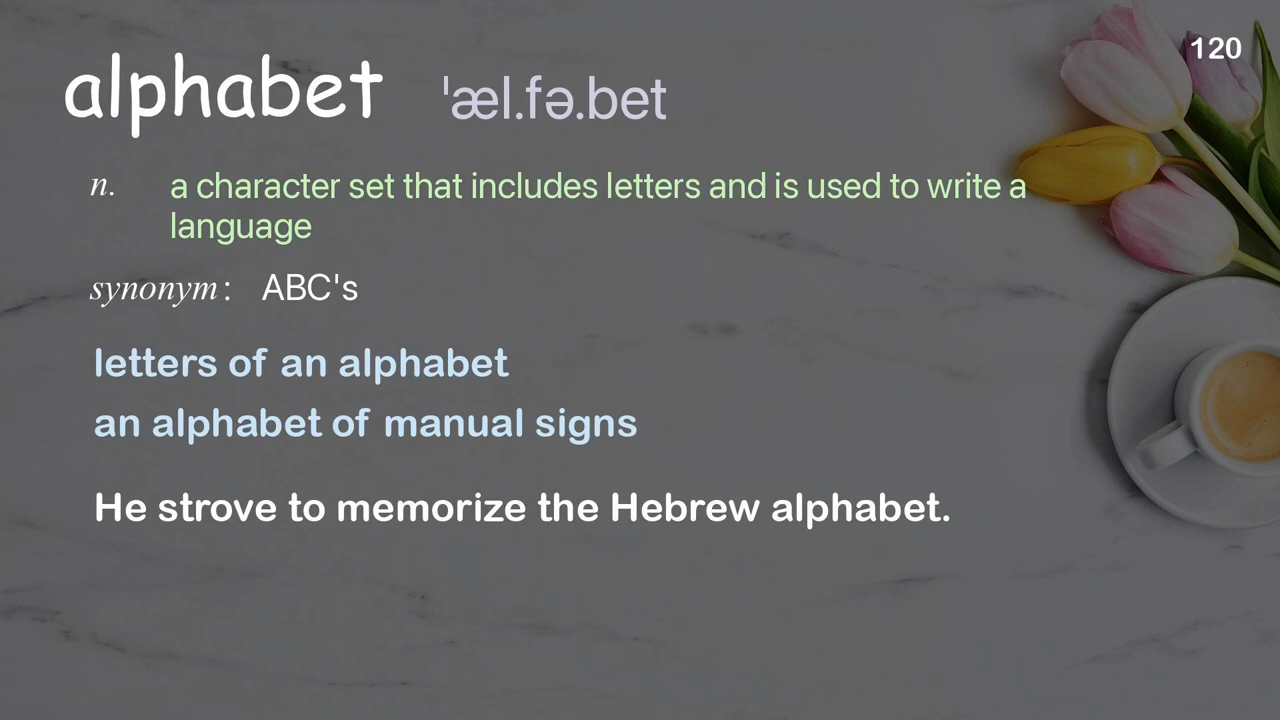 120
alphabet ˈæl.fə.bet
n. a character set that includes letters and is used to write a
language
synonym: ABC's
letters of an alphabet
an alphabet of manual signs
He strove to memorize the Hebrew alphabet.